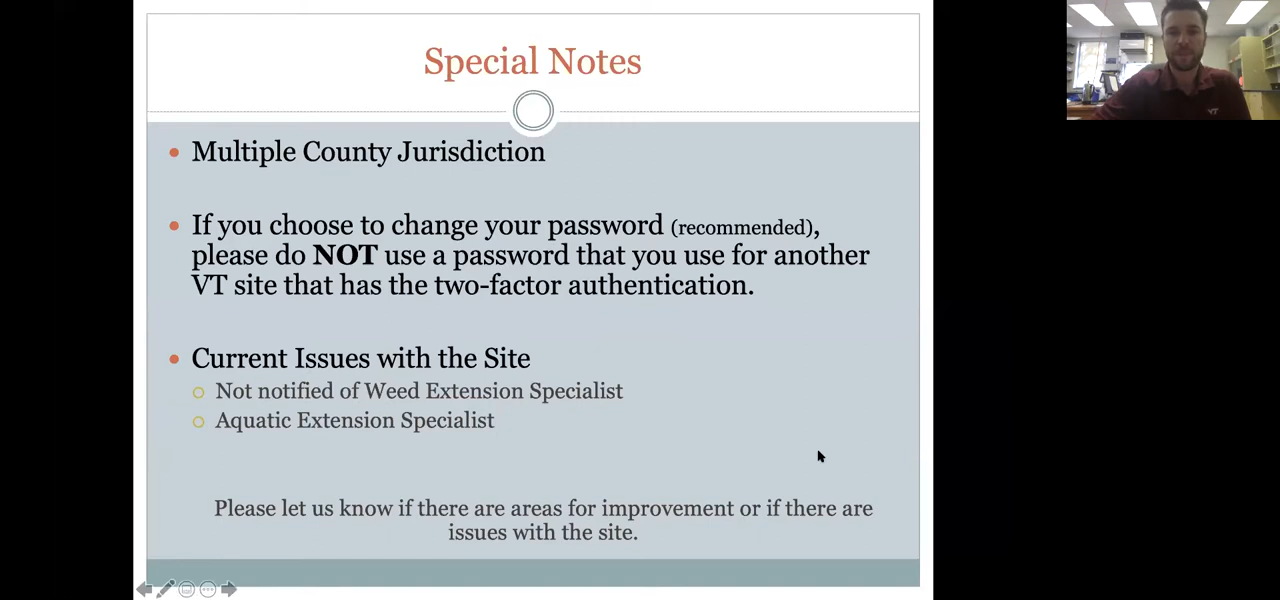 Special Notes
Multiple County Jurisdiction
If you choose to change your password (recommended),
please do NOT use a password that you use for another
VT site that has the two-factor authentication.
Current Issues with the Site
Not notified of Weed Extension Specialist
Aquatic Extension Specialist
Please let us know if there are areas for improvement or if there are
issues with the site.
VT